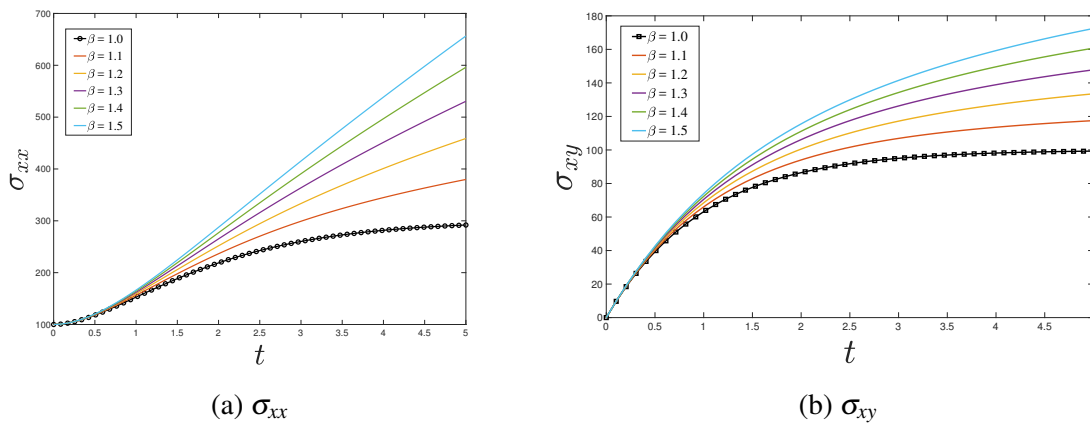 700
600
500
400
300
200
100
σxx
β = 1.0
β = 1.1
β = 1.2
β = 1.3
β = 1.4
β = 1.5
0 0.5 1 1.5 2 2.5 3 3.5 4 4.5 5
t
(a) σxx
180
160
140
120
100
80
60
40
20
0
σxy
β = 1.0
β = 1.1
β = 1.2
β = 1.3
β = 1.4
β = 1.5
0 0.5 1 1.5 2 2.5 3 3.5 4 4.5
t
(b) σxy